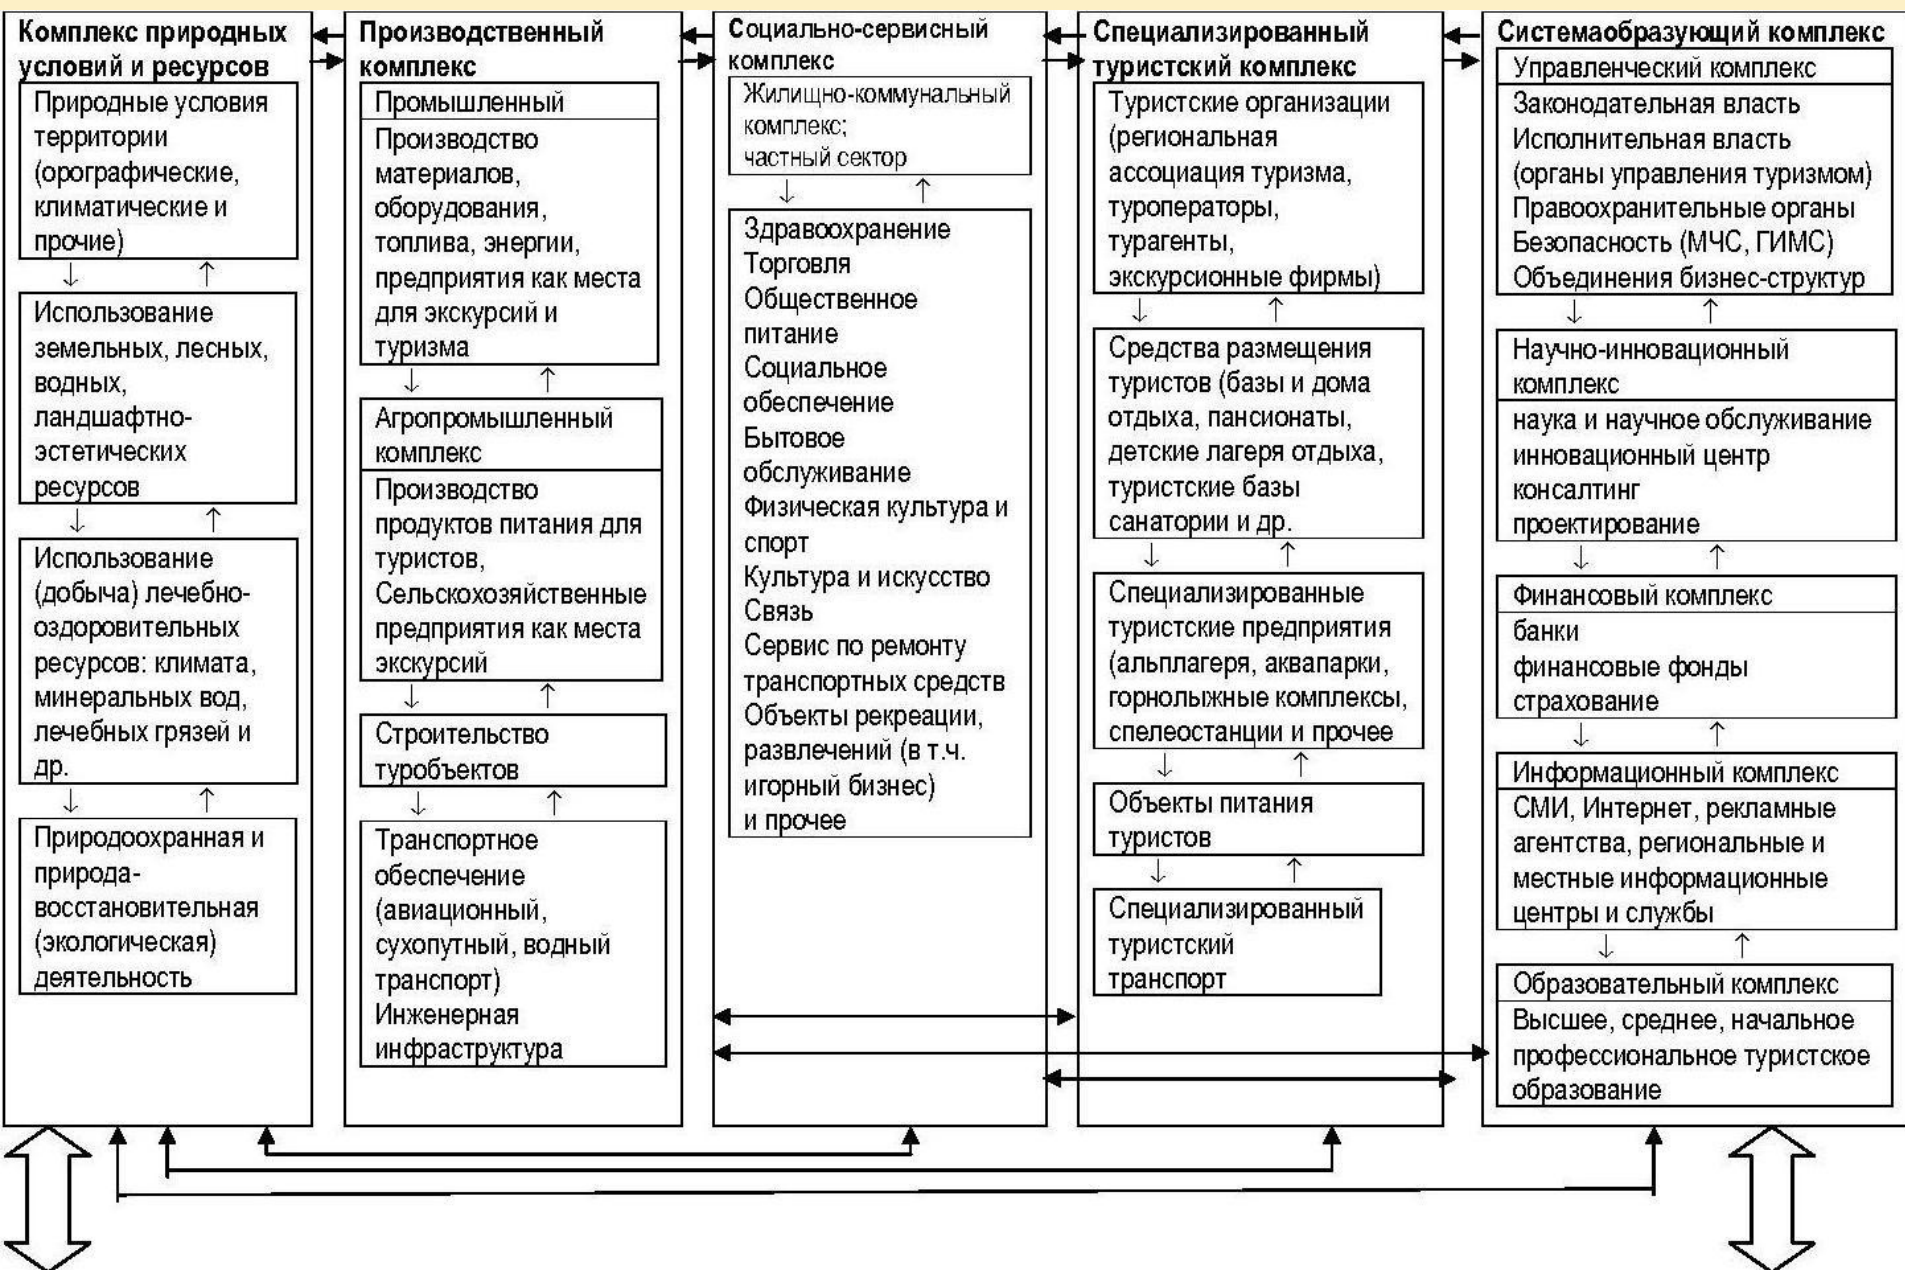 Комплекс природных
условий и ресурсов
Природные условия
территории
(орографические,
климатические и
прочие)
Использование
земельных, лесных,
водных,
ландшафтно-
эстетических
ресурсов
Использование
(добыча) лечебно-
оздоровительных
ресурсов: климата,
минеральных вод,
лечебных грязей и
др.
Природоохранная и
природа-
восстановительная
(экологическая)
деятельность
Производственный
комплекс
Промышленный
Производство
материалов,
оборудования,
топлива, энергии,
предприятия как места
для экскурсий и
туризма
Агропромышленный
комплекс
Производство
продуктов питания для
туристов,
Сельскохозяйственные
предприятия как места
экскурсий
Строительство
туробъектов
Транспортное
обеспечение
(авиационный,
сухопутный, водный
транспорт)
Инженерная
инфраструктура
Социально-сервисный
комплекс
Жилищно-коммунальный
комплекс;
частный сектор
Здравоохранение
Торговля
Общественное
питание
Социальное
обеспечение
Бытовое
обслуживание
Физическая культура и
спорт
Культура и искусство
Связь
Сервис по ремонту
транспортных средств
Объекты рекреации,
развлечений (в т.ч.
игорный бизнес)
и прочее
Специализированный
туристский комплекс
Туристские организации
(региональная
ассоциация туризма,
туроператоры,
турагенты,
экскурсионные фирмы)
Средства размещения
туристов (базы и дома
отдыха, пансионаты,
детские лагеря отдыха,
туристские базы
санатории и др.
Специализированные
туристские предприятия
(альплагеря, аквапарки,
горнолыжные комплексы,
спелеостанции и прочее
Объекты питания
туристов
Специализированный
туристский
транспорт
Системаобразующий комплекс
Управленческий комплекс
Законодательная власть
Исполнительная власть
(органы управления туризмом)
Правоохранительные органы
Безопасность (МЧС, ГИМС)
Объединения бизнес-структур
Научно-инновационный
комплекс
наука и научное обслуживание
инновационный центр
консалтинг
проектирование
Финансовый комплекс
банки
финансовые фонды
страхование
Информационный комплекс
СМИ, Интернет, рекламные
агентства, региональные и
местные информационные
центры и службы
Образовательный комплекс
Высшее, среднее, начальное
профессиональное туристское
образование